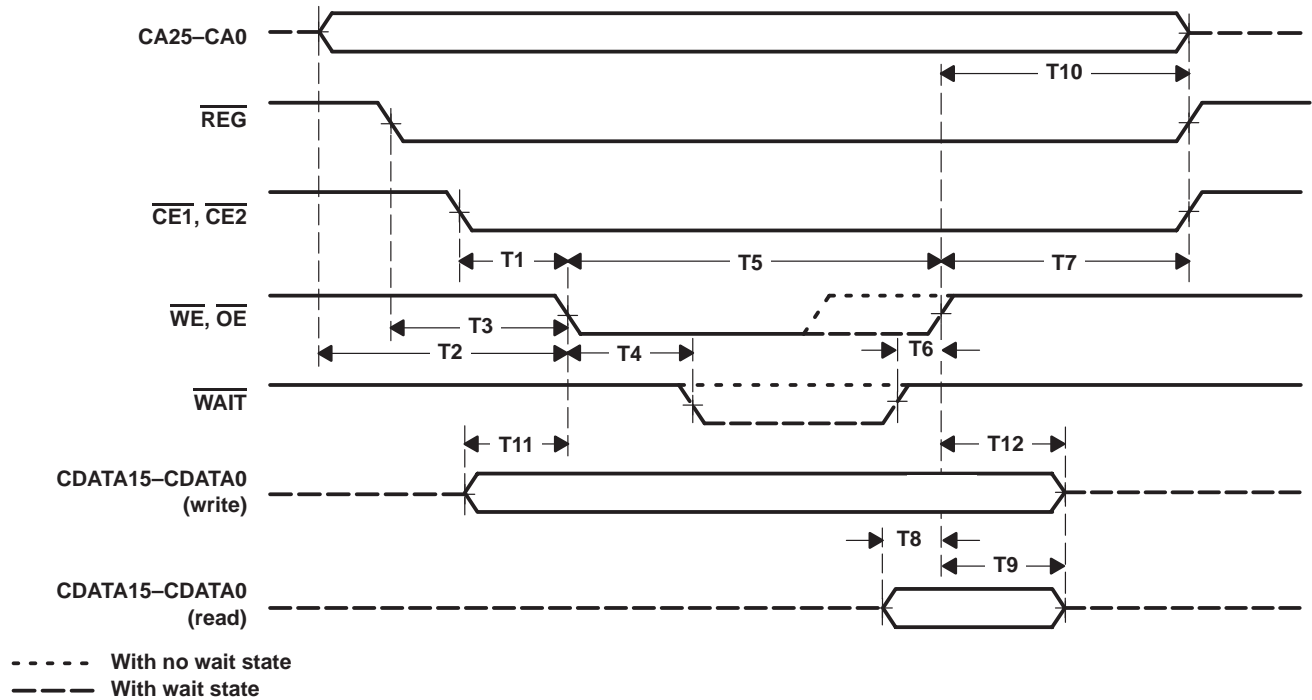 CA25–CA0
T10
REG
CE1, CE2
T1
T5
T7
WE, OE
T3
T2
T4
T6
WAIT
T11
T12
CDATA15–CDATA0
(write)
T8
T9
CDATA15–CDATA0
(read)
With no wait state
With wait state